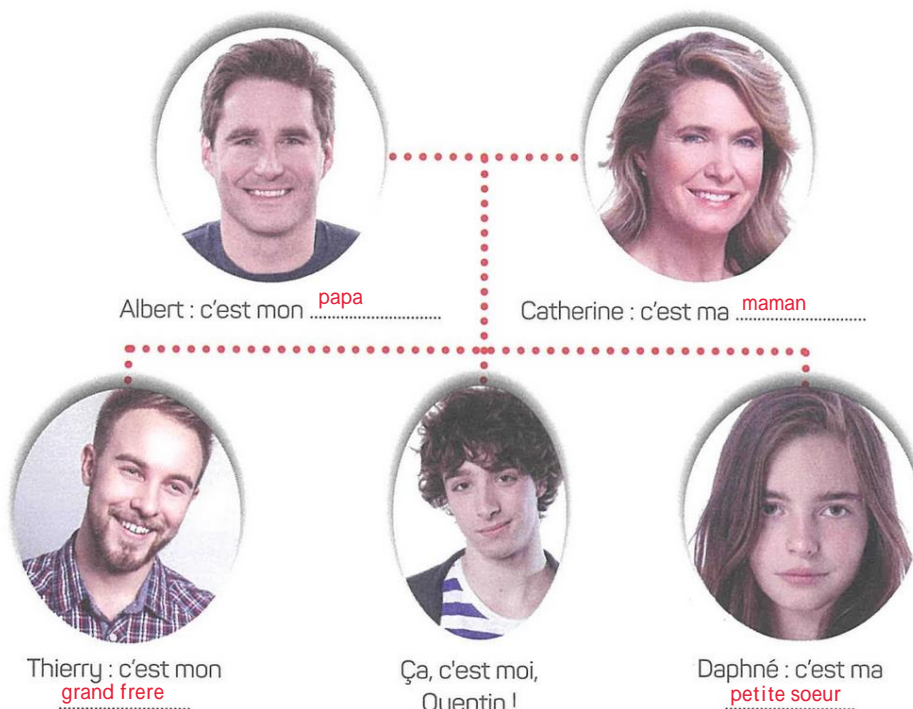 Albert : c'est mon papa
Catherine : c'est ma maman
Thierry : c'est mon
grand frere
Ça, c'est moi,
Quentin !
Daphné : c'est ma
petite soeur